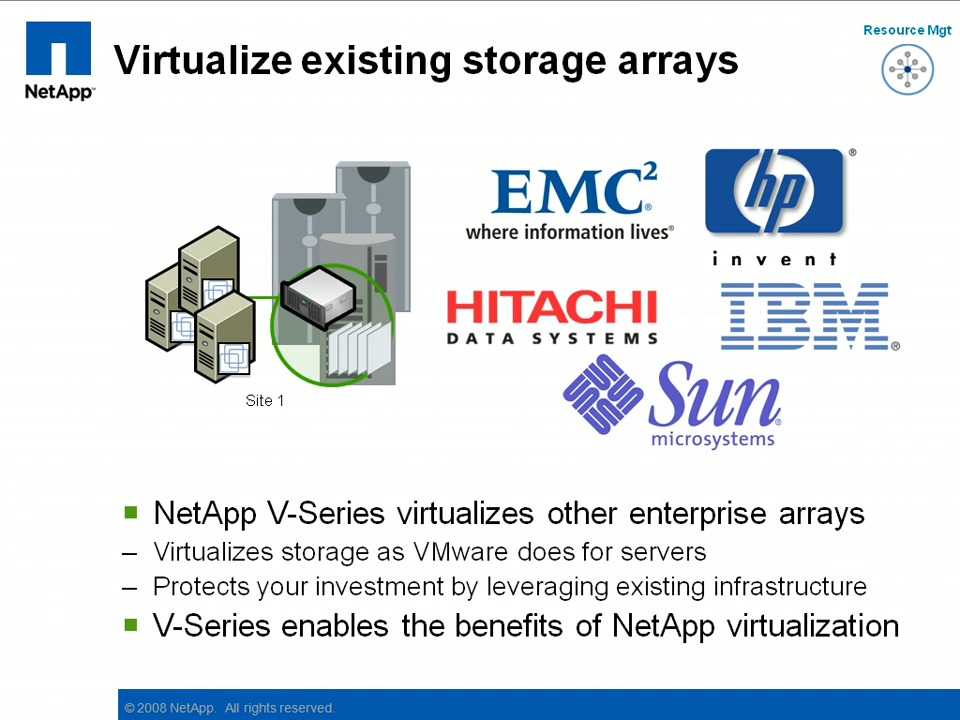 Resource Mgt
NetApp™
Virtualize existing storage arrays
EMC²®
where information lives®
hp®
invent
HITACHI
DATA SYSTEMS
IBM®
Sun®
microsystems
Site 1
NetApp V-Series virtualizes other enterprise arrays
– Virtualizes storage as VMware does for servers
– Protects your investment by leveraging existing infrastructure
V-Series enables the benefits of NetApp virtualization
© 2008 NetApp. All rights reserved.